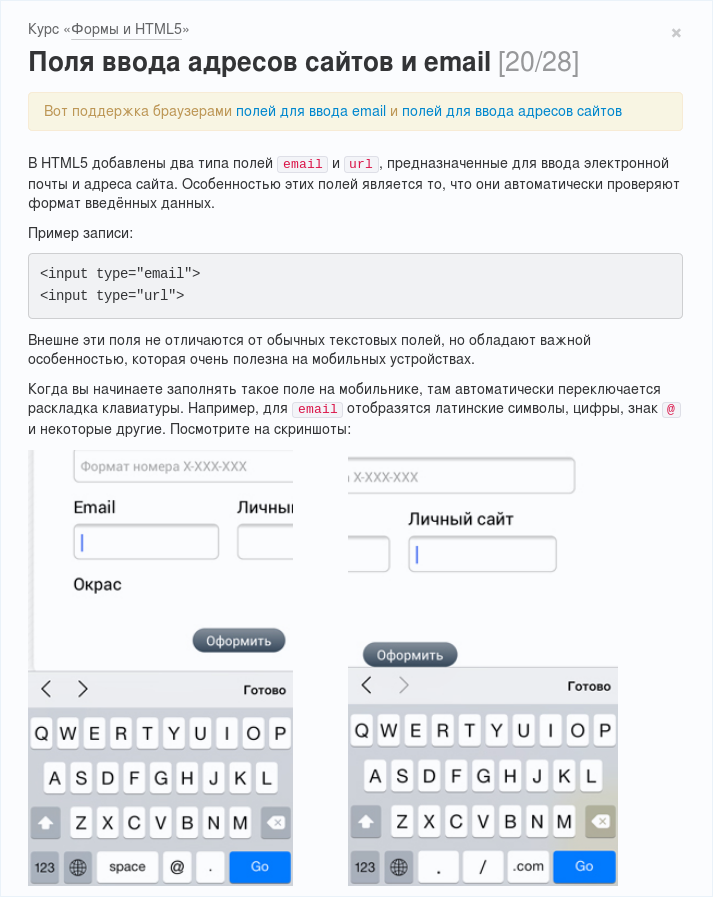 Курс «Формы и HTML5»
×
Поля ввода адресов сайтов и email [20/28]
Вот поддержка браузерами полей для ввода email и полей для ввода адресов сайтов
В HTML5 добавлены два типа полей email и url, предназначенные для ввода электронной
почты и адреса сайта. Особенностью этих полей является то, что они автоматически проверяют
формат введённых данных.
Пример записи:
<input type="email">
<input type="url">
Внешне эти поля не отличаются от обычных текстовых полей, но обладают важной
особенностью, которая очень полезна на мобильных устройствах.
Когда вы начинаете заполнять такое поле на мобильнике, там автоматически переключается
раскладка клавиатуры. Например, для email отобразятся латинские символы, цифры, знак @
и некоторые другие. Посмотрите на скриншоты:
Формат номера X-XXX-XXX
Email Личны
Окрас
Оформить
Готово
Q W E R T Y U I O P
A S D F G H J K L
Z X C V B N M
123 space @ . Go
X-XXX-XXX
Личный сайт
Оформить
Готово
Q W E R T Y U I O P
A S D F G H J K L
Z X C V B N M
123 . / .com Go